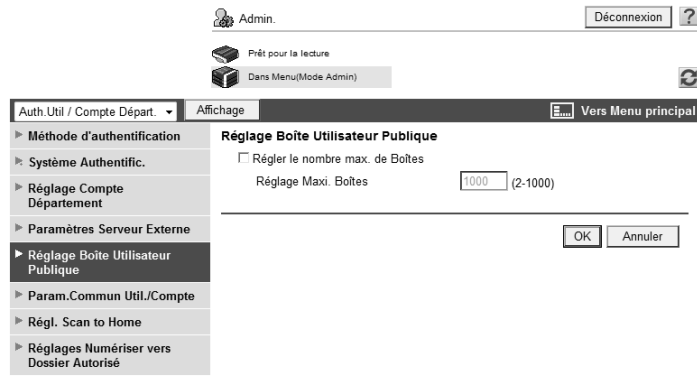 Admin.
Déconnexion
?
Prêt pour la lecture
Dans Menu(Mode Admin)
Auth.Util / Compte Départ.
Affichage
Vers Menu principal
Méthode d'authentification
Système Authentific.
Réglage Compte
Département
Paramètres Serveur Externe
Réglage Boîte Utilisateur
Publique
Param.Commun Util./Compte
Régl. Scan to Home
Réglages Numériser vers
Dossier Autorisé
Réglage Boîte Utilisateur Publique
Régler le nombre max. de Boîtes
Réglage Maxi. Boîtes 1000 (2-1000)
OK Annuler